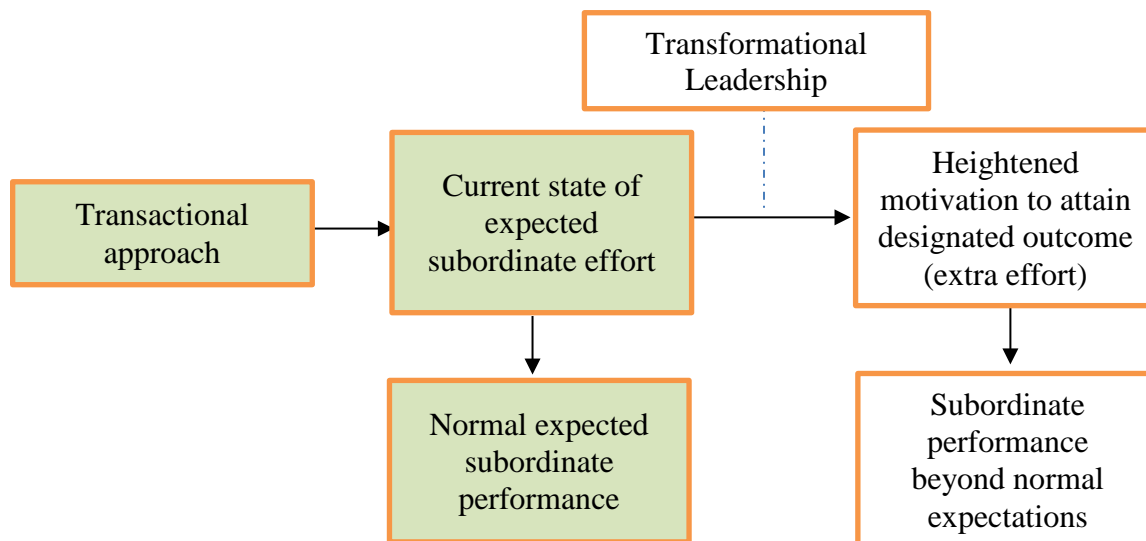 Transformational
Leadership
Transactional
approach
Current state of
expected
subordinate effort
Heightened
motivation to attain
designated outcome
(extra effort)
Normal expected
subordinate
performance
Subordinate
performance
beyond normal
expectations